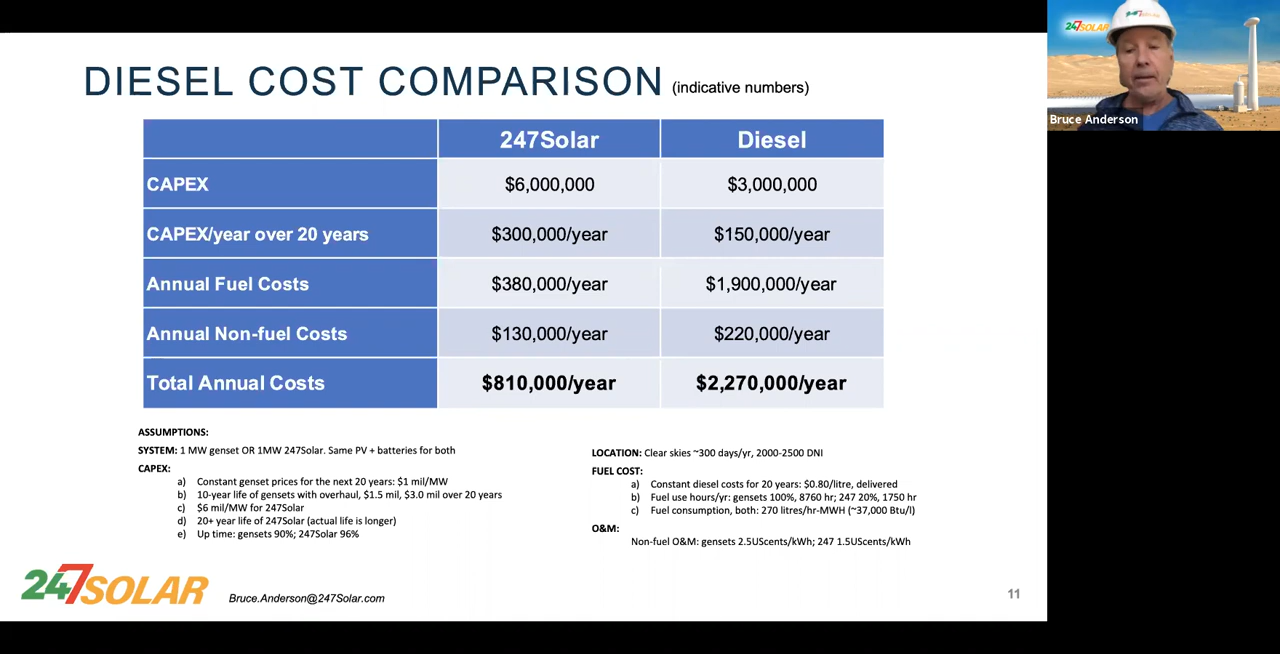 DIESEL COST COMPARISON (indicative numbers)
247Solar Diesel
CAPEX $6,000,000 $3,000,000
CAPEX/year over 20 years $300,000/year $150,000/year
Annual Fuel Costs $380,000/year $1,900,000/year
Annual Non-fuel Costs $130,000/year $220,000/year
Total Annual Costs $810,000/year $2,270,000/year
ASSUMPTIONS:
SYSTEM: 1 MW genset OR 1MW 247Solar. Same PV + batteries for both
CAPEX:
a) Constant genset prices for the next 20 years: $1 mil/MW
b) 10-year life of gensets with overhaul, $1.5 mil, $3.0 mil over 20 years
c) $6 mil/MW for 247Solar
d) 20+ year life of 247Solar (actual life is longer)
e) Up time: gensets 90%; 247Solar 96%
LOCATION: Clear skies ~300 days/yr, 2000-2500 DNI
FUEL COST:
a) Constant diesel costs for 20 years: $0.80/litre, delivered
b) Fuel use hours/yr: gensets 100%, 8760 hr; 247 20%, 1750 hr
c) Fuel consumption, both: 270 litres/hr-MWH (~37,000 Btu/l)
O&M:
Non-fuel O&M: gensets 2.5UScents/kWh; 247 1.5UScents/kWh
247SOLAR
Bruce.Anderson@247Solar.com
11
247SOLAR
247SOLAR
Bruce Anderson